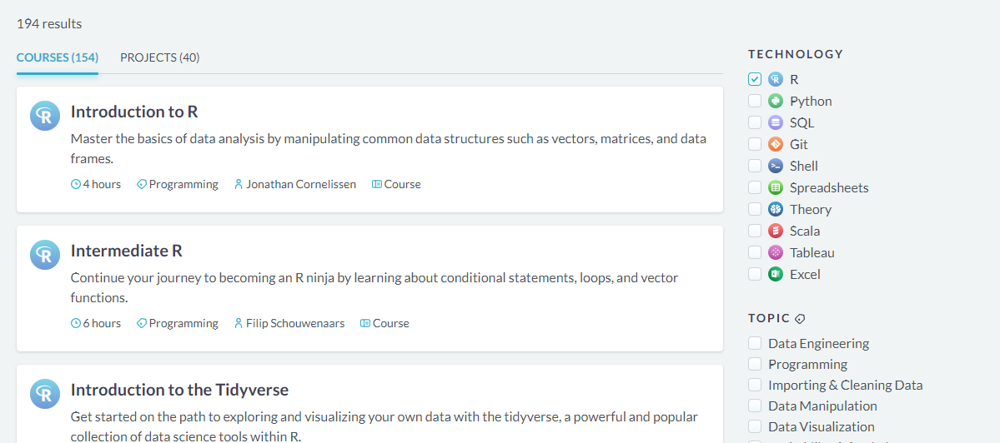 194 results
COURSES (154) PROJECTS (40)
Introduction to R
Master the basics of data analysis by manipulating common data structures such as vectors, matrices, and data
frames.
4 hours Programming Jonathan Cornelissen Course
Intermediate R
Continue your journey to becoming an R ninja by learning about conditional statements, loops, and vector
functions.
6 hours Programming Filip Schouwenaars Course
Introduction to the Tidyverse
Get started on the path to exploring and visualizing your own data with the tidyverse, a powerful and popular
collection of data science tools within R.
TECHNOLOGY
R
Python
SQL
Git
Shell
Spreadsheets
Theory
Scala
Tableau
Excel
TOPIC
Data Engineering
Programming
Importing & Cleaning Data
Data Manipulation
Data Visualization